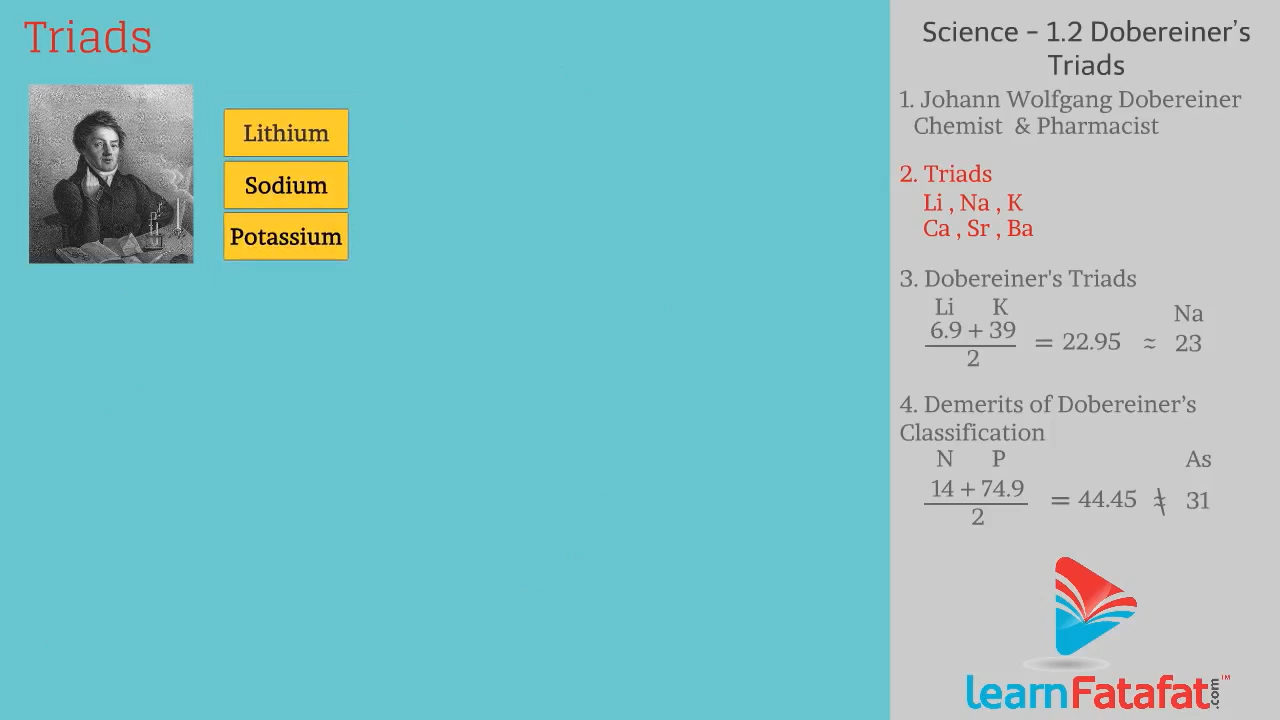 Triads
Lithium
Sodium
Potassium
Science – 1.2 Dobereiner’s
Triads
1. Johann Wolfgang Dobereiner
Chemist & Pharmacist
2. Triads
Li , Na , K
Ca , Sr , Ba
3. Dobereiner's Triads
Li K Na
6.9 + 39
2
= 22.95 ≈ 23
4. Demerits of Dobereiner’s
Classification
N P As
14 + 74.9
2
= 44.45 ≠ 31
learnFatafat.com™